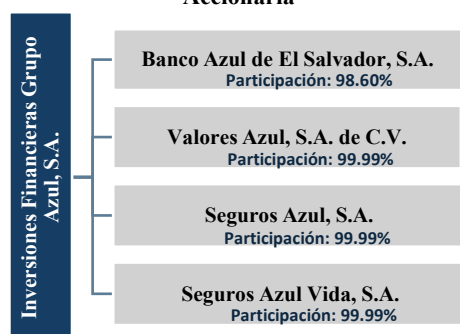 Accionaria
Inversiones Financieras Grupo
Azul, S.A.
Banco Azul de El Salvador, S.A.
Participación: 98.60%
Valores Azul, S.A. de C.V.
Participación: 99.99%
Seguros Azul, S.A.
Participación: 99.99%
Seguros Azul Vida, S.A.
Participación: 99.99%